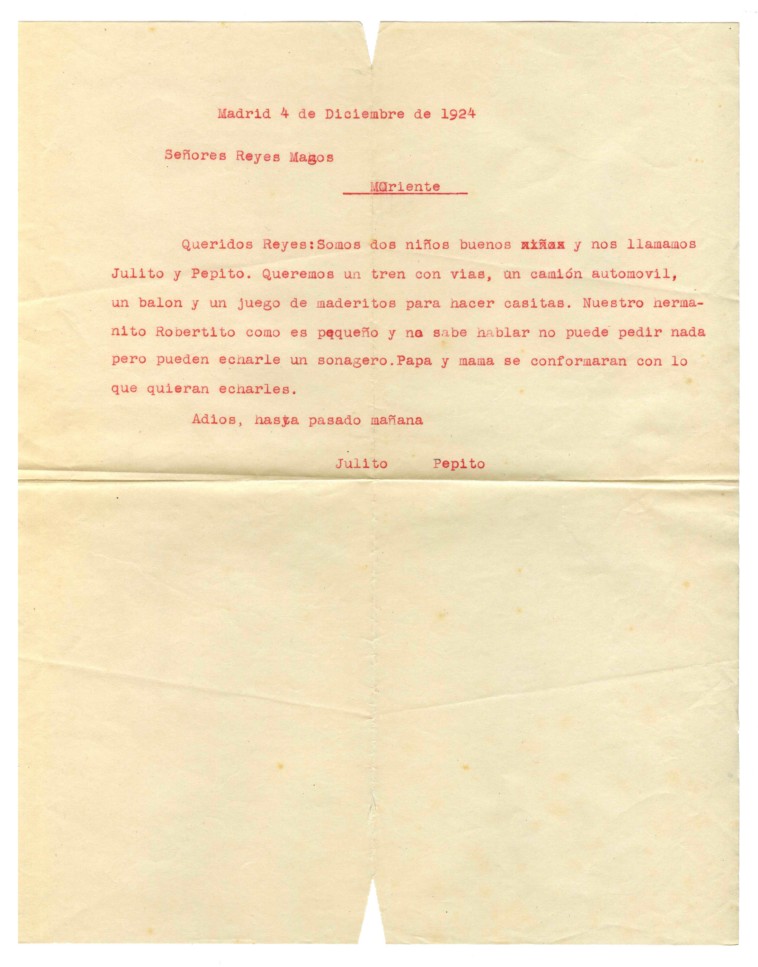 Madrid 4 de Diciembre de 1924
Señores Reyes Magos
Oriente
Queridos Reyes:Somos dos niños buenos y nos llamamos
Julito y Pepito. Queremos un tren con vias, un camión automovil,
un balon y un juego de maderitos para hacer casitas. Nuestro herma-
nito Robertito como es pequeño y no sabe hablar no puede pedir nada
pero pueden echarle un sonagero.Papa y mama se conformaran con lo
que quieran echarles.
Adios, hasta pasado mañana
Julito Pepito